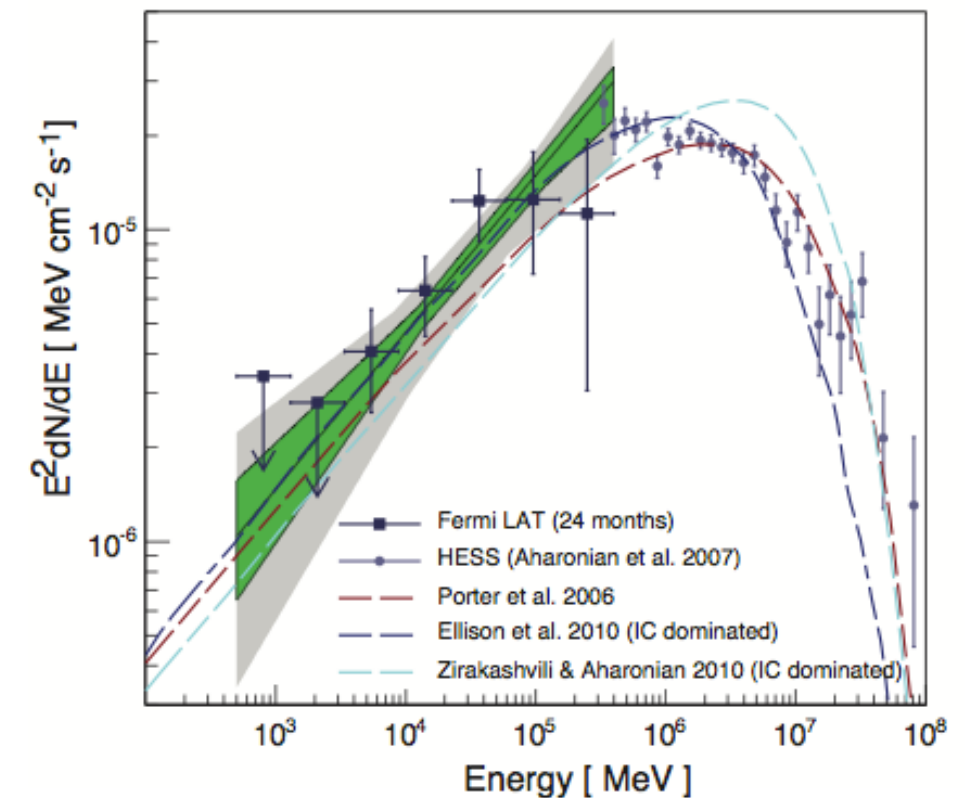 E²dN/dE [ MeV cm⁻² s⁻¹]
10⁻⁵
10⁻⁶
Fermi LAT (24 months)
HESS (Aharonian et al. 2007)
Porter et al. 2006
Ellison et al. 2010 (IC dominated)
Zirakashvili & Aharonian 2010 (IC dominated)
10³ 10⁴ 10⁵ 10⁶ 10⁷ 10⁸
Energy [ MeV ]